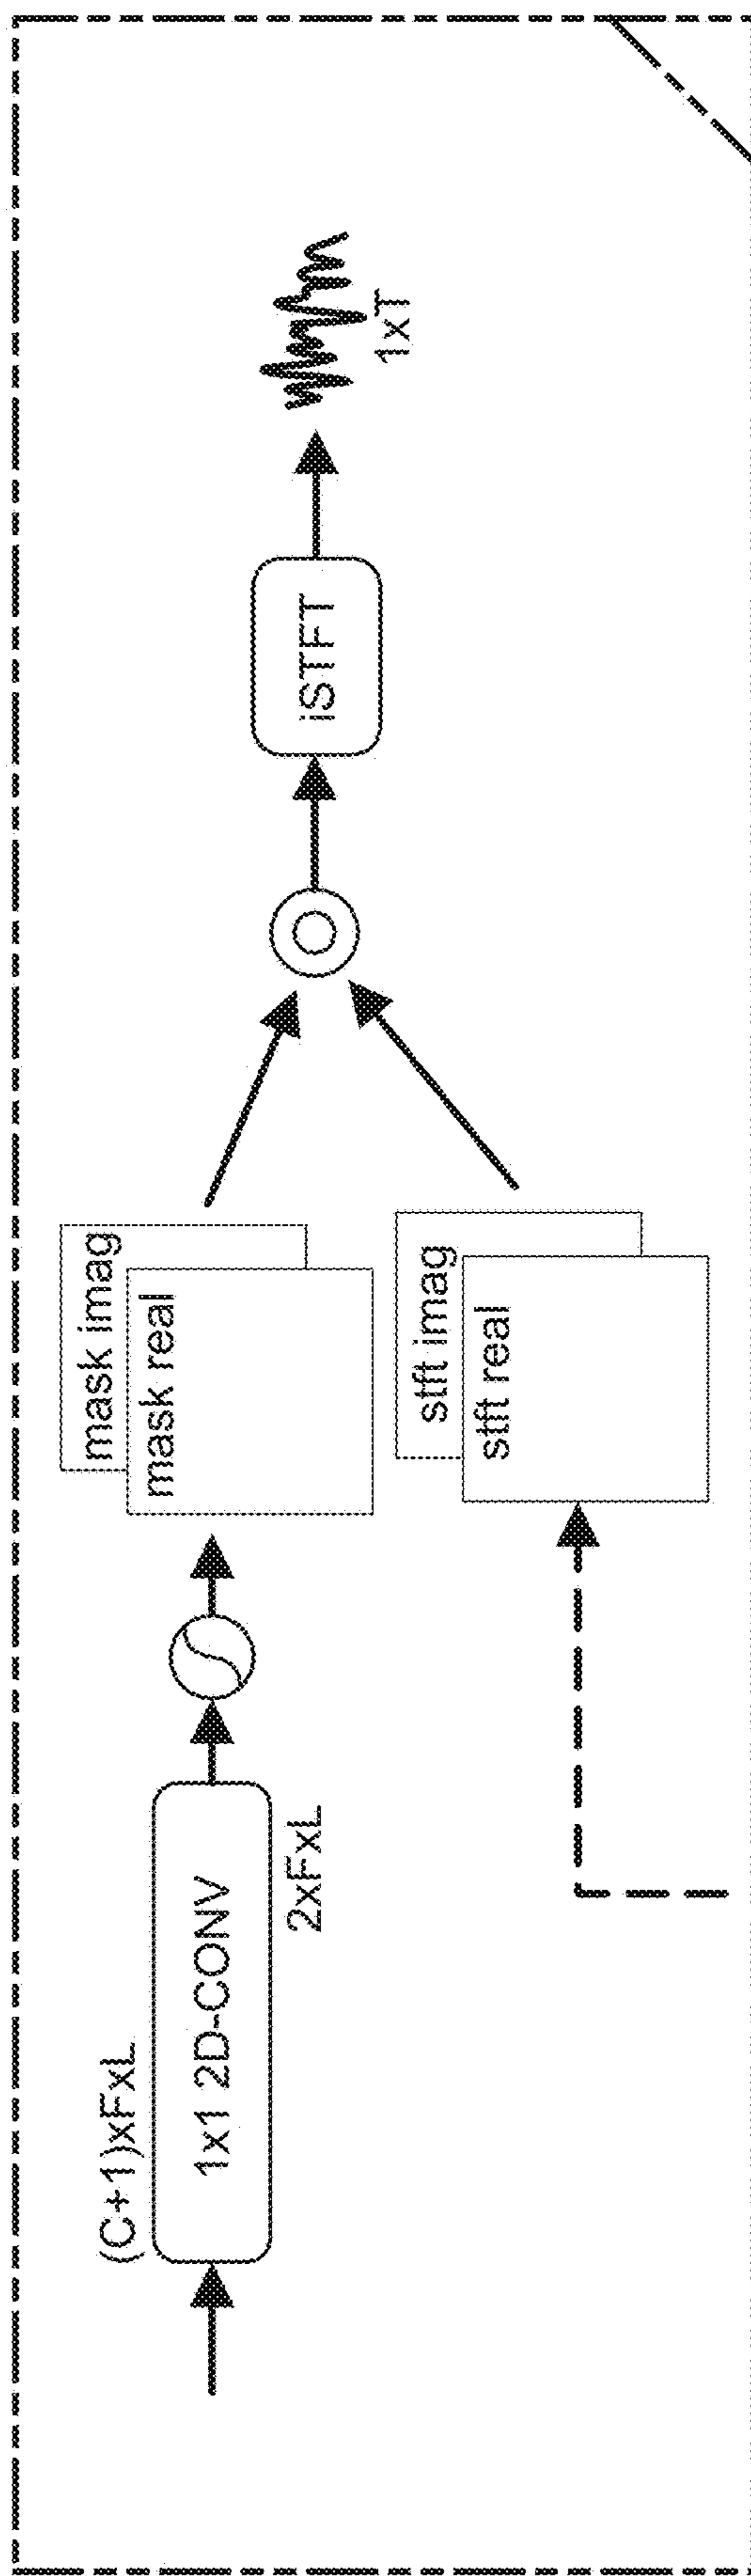 (C+1)xFxL
1x1 2D-CONV
2xFxL
mask imag
mask real
stft imag
stft real
iSTFT
1xT